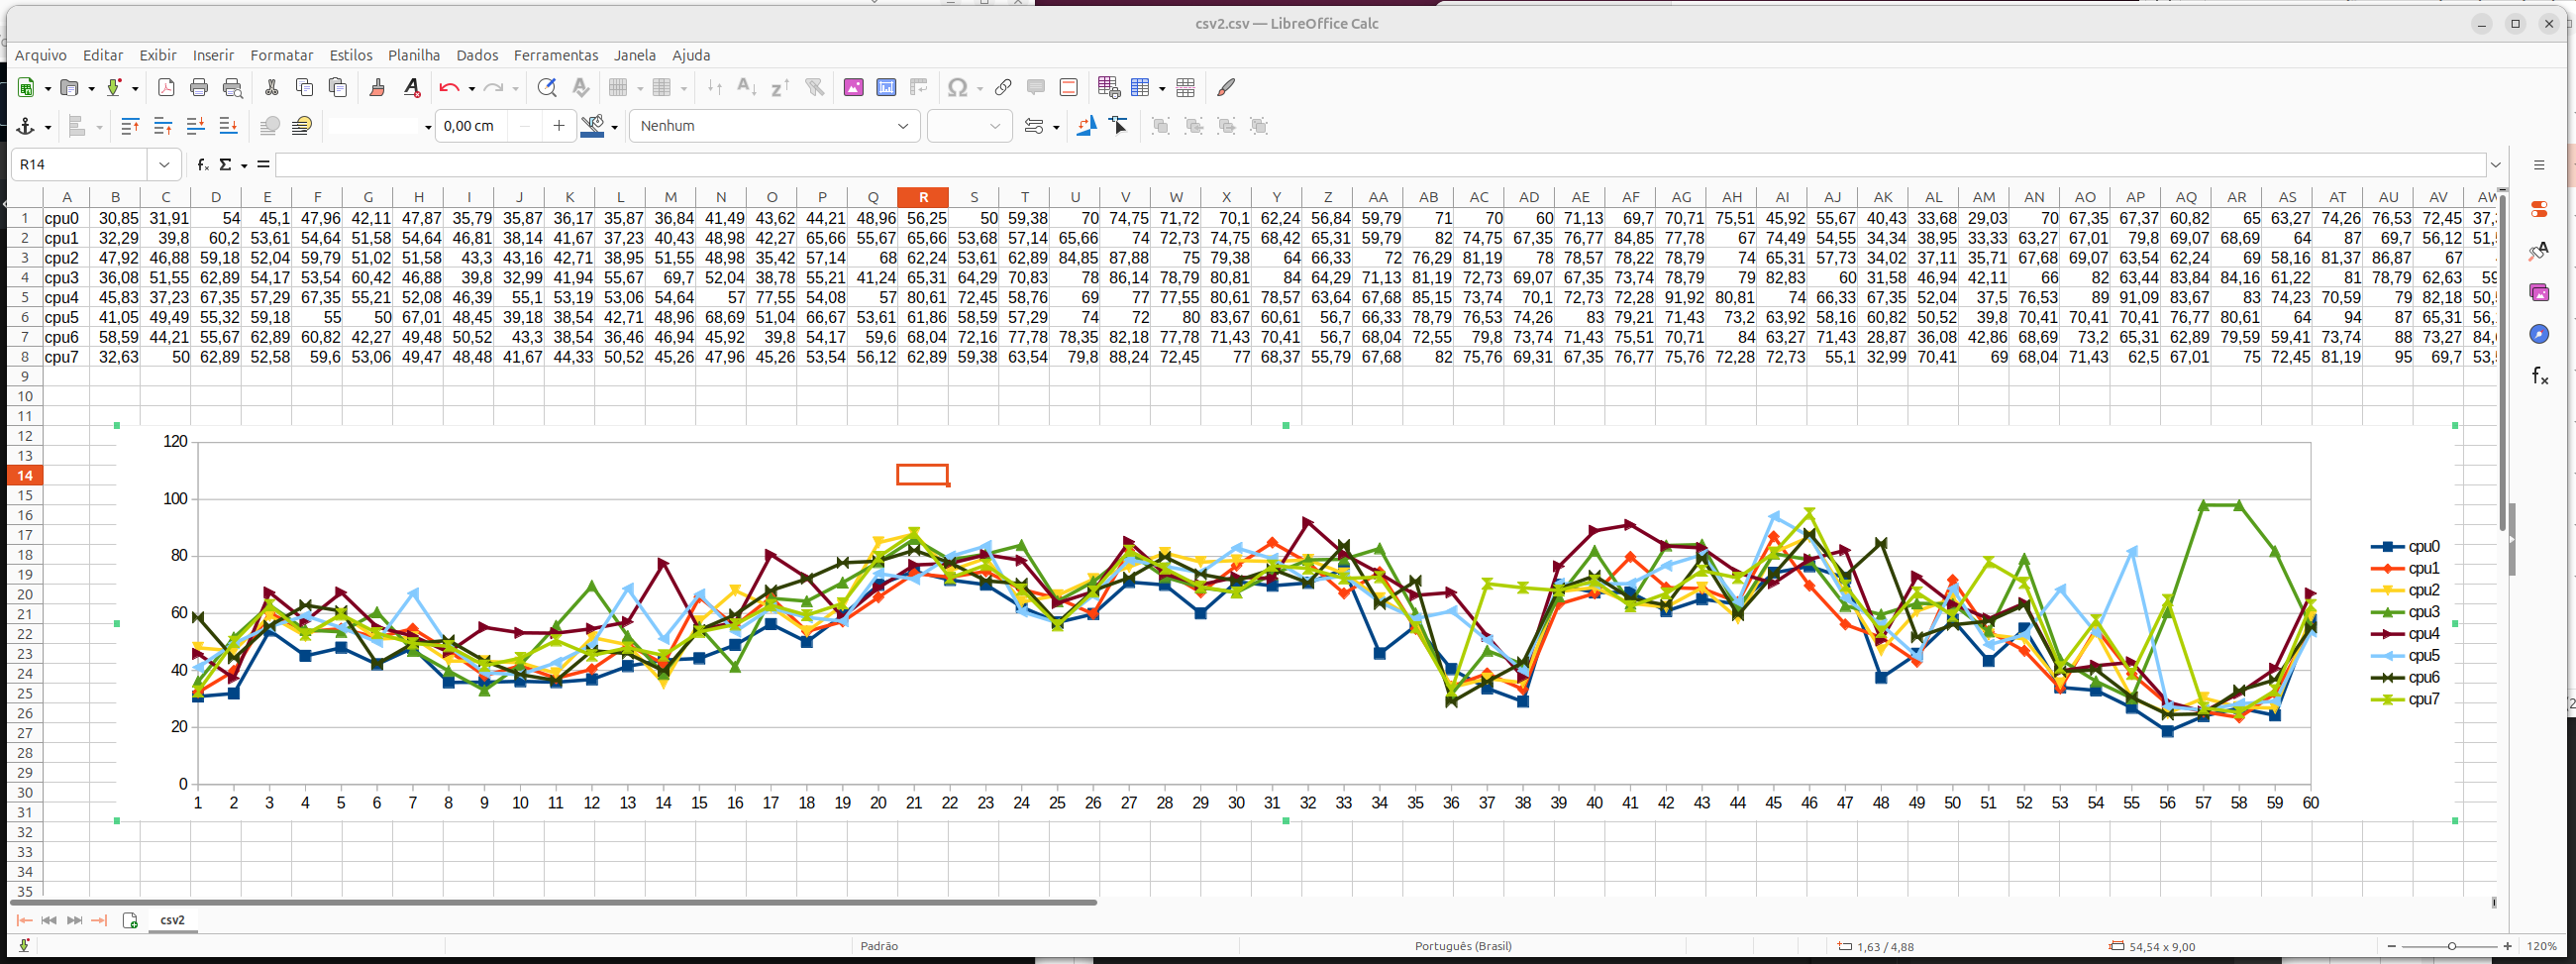 csv2.csv — LibreOffice Calc
Arquivo Editar Exibir Inserir Formatar Estilos Planilha Dados Ferramentas Janela Ajuda
0,00 cm Nenhum
R14
A B C D E F G H I J K L M N O P Q R S T U V W X Y Z AA AB AC AD AE AF AG AH AI AJ AK AL AM AN AO AP AQ AR AS AT AU AV
1 cpu0 30,85 31,91 54 45,1 47,96 42,11 47,87 35,79 35,87 36,17 35,87 36,84 41,49 43,62 44,21 48,96 56,25 50 59,38 70 74,75 71,72 70,1 62,24 56,84 59,79 71 70 60 71,13 69,7 70,71 75,51 45,92 55,67 40,43 33,68 29,03 70 67,35 67,37 60,82 65 63,27 74,26 76,53 72,45
2 cpu1 32,29 39,8 60,2 53,61 54,64 51,58 54,64 46,81 38,14 41,67 37,23 40,43 48,98 42,27 65,66 55,67 65,66 53,68 57,14 65,66 74 72,73 74,75 68,42 65,31 59,79 82 74,75 67,35 76,77 84,85 77,78 67 74,49 54,55 34,34 38,95 33,33 63,27 67,01 79,8 69,07 68,69 64 87 69,7 56,12
3 cpu2 47,92 46,88 59,18 52,04 59,79 51,02 51,58 43,3 43,16 42,71 38,95 51,55 48,98 35,42 57,14 68 62,24 53,61 62,89 84,85 87,88 75 79,38 64 66,33 72 76,29 81,19 78 78,57 78,22 78,79 74 65,31 57,73 34,02 37,11 35,71 67,68 69,07 63,54 62,24 69 58,16 81,37 86,87 67
4 cpu3 36,08 51,55 62,89 54,17 53,54 60,42 46,88 39,8 32,99 41,94 55,67 69,7 52,04 38,78 55,21 41,24 65,31 64,29 70,83 78 86,14 78,79 80,81 84 64,29 71,13 81,19 72,73 69,07 67,35 73,74 78,79 79 82,83 60 31,58 46,94 42,11 66 82 63,44 83,84 84,16 61,22 81 78,79 62,63
5 cpu4 45,83 37,23 67,35 57,29 67,35 55,21 52,08 46,39 55,1 53,19 53,06 54,64 57 77,55 54,08 57 80,61 72,45 58,76 69 77 77,55 80,61 78,57 63,64 67,68 85,15 73,74 70,1 72,73 72,28 91,92 80,81 74 66,33 67,35 52,04 37,5 76,53 89 91,09 83,67 83 74,23 70,59 79 82,18
6 cpu5 41,05 49,49 55,32 59,18 55 50 67,01 48,45 39,18 38,54 42,71 48,96 68,69 51,04 66,67 53,61 61,86 58,59 57,29 74 72 80 83,67 60,61 56,7 66,33 78,79 76,53 74,26 83 79,21 71,43 73,2 63,92 58,16 60,82 50,52 39,8 70,41 70,41 70,41 76,77 80,61 64 94 87 65,31
7 cpu6 58,59 44,21 55,67 62,89 60,82 42,27 49,48 50,52 43,3 38,54 36,46 46,94 45,92 39,8 54,17 59,6 68,04 72,16 77,78 78,35 82,18 77,78 71,43 70,41 56,7 68,04 72,55 79,8 73,74 71,43 75,51 70,71 84 63,27 71,43 28,87 36,08 42,86 68,69 73,2 65,31 62,89 79,59 59,41 73,74 88 73,27
8 cpu7 32,63 50 62,89 52,58 59,6 53,06 49,47 48,48 41,67 44,33 50,52 45,26 47,96 45,26 53,54 56,12 62,89 59,38 63,54 79,8 88,24 72,45 77 68,37 55,79 67,68 82 75,76 69,31 67,35 76,77 75,76 72,28 72,73 55,1 32,99 70,41 69 68,04 71,43 62,5 67,01 75 72,45 81,19 95 69,7
9
10
11
12
13
14
15
16
17
18
19
20
21
22
23
24
25
26
27
28
29
30
31
32
33
34
35
120
100
80
60
40
20
0
1 2 3 4 5 6 7 8 9 10 11 12 13 14 15 16 17 18 19 20 21 22 23 24 25 26 27 28 29 30 31 32 33 34 35 36 37 38 39 40 41 42 43 44 45 46 47 48 49 50 51 52 53 54 55 56 57 58 59 60
cpu0
cpu1
cpu2
cpu3
cpu4
cpu5
cpu6
cpu7
csv2
Padrão Português (Brasil) 1,63 / 4,88 54,54 x 9,00 120%